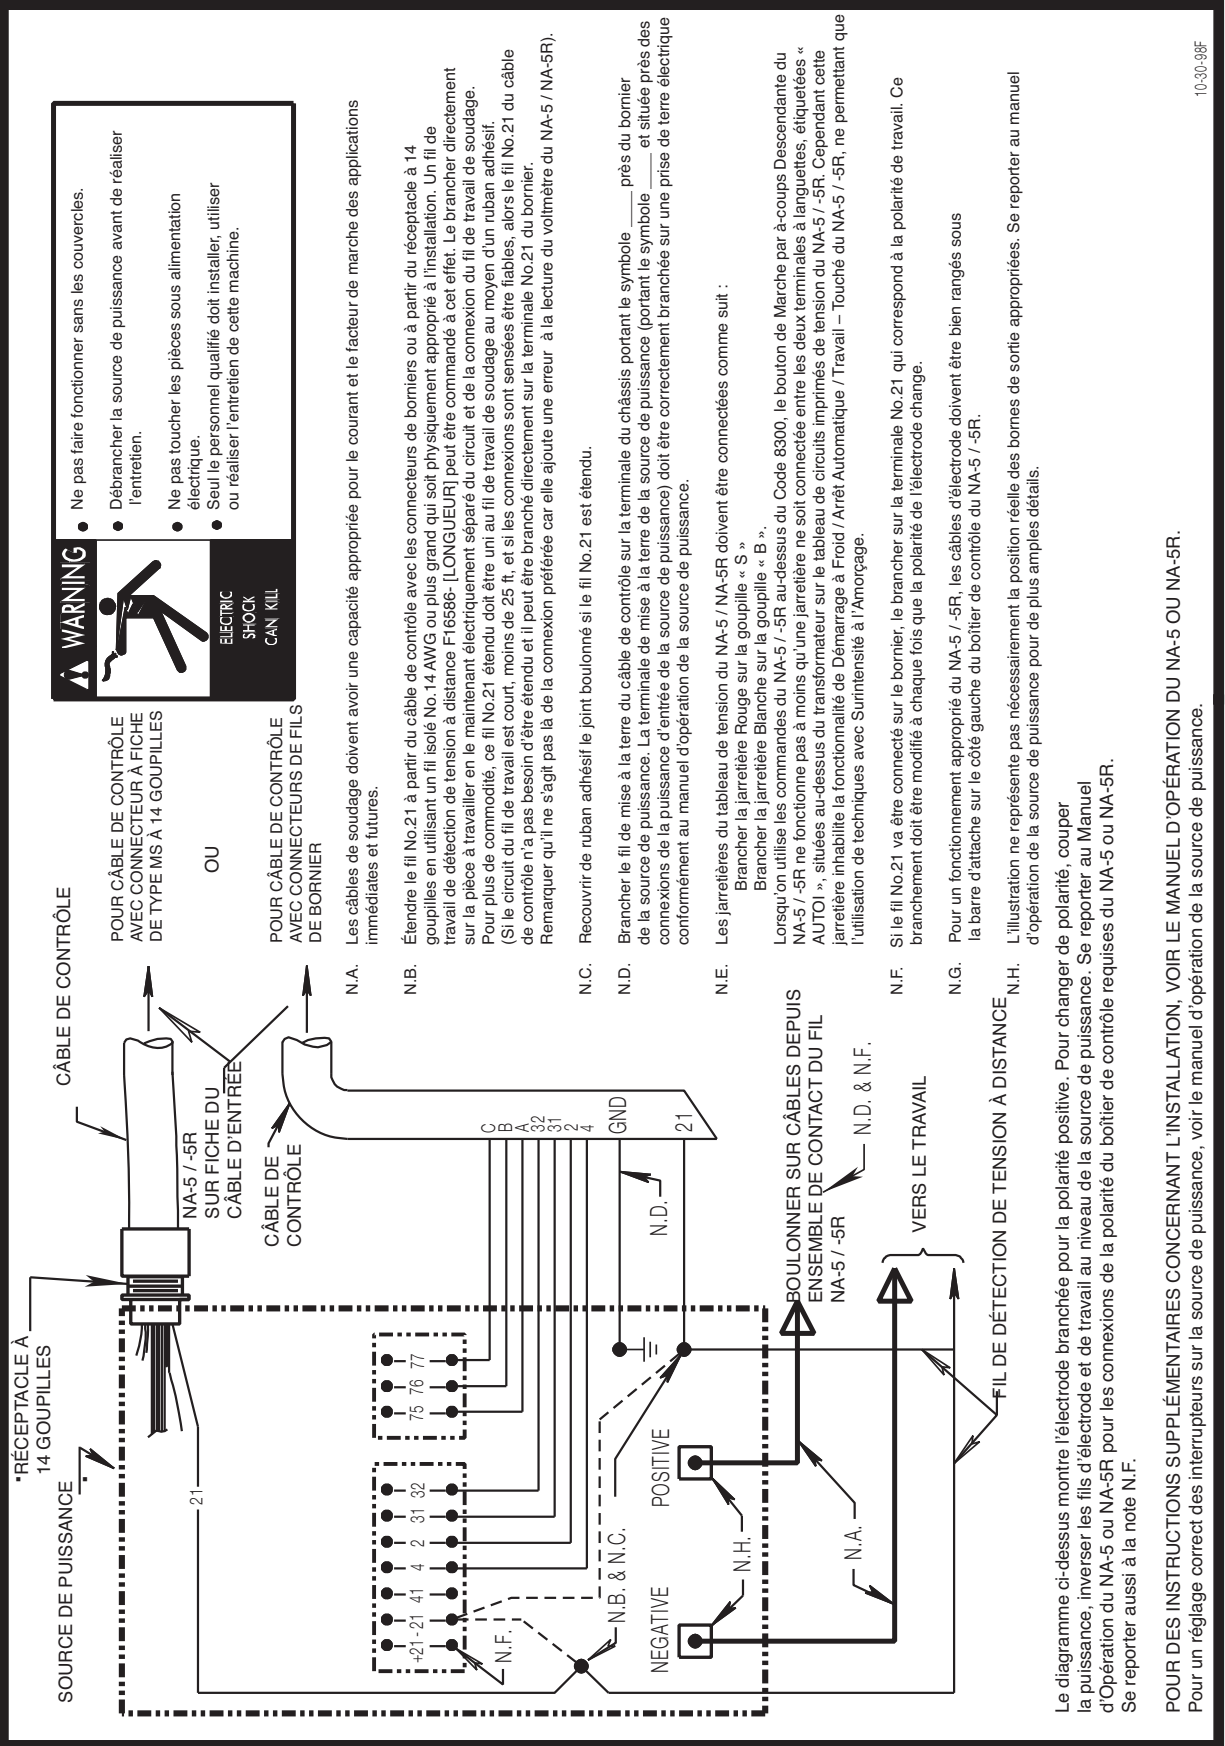 "RÉCEPTACLE À
14 GOUPILLES
SOURCE DE PUISSANCE
"
CÂBLE DE CONTRÔLE
NA-5 / -5R
SUR FICHE DU
CÂBLE D'ENTRÉE
CÂBLE DE
CONTRÔLE
POUR CÂBLE DE CONTRÔLE
AVEC CONNECTEUR À FICHE
DE TYPE MS À 14 GOUPILLES
OU
POUR CÂBLE DE CONTRÔLE
AVEC CONNECTEURS DE FILS
DE BORNIER
WARNING
ELECTRIC
SHOCK
CAN KILL
● Ne pas faire fonctionner sans les couvercles.
● Débrancher la source de puissance avant de réaliser
l'entretien.
● Ne pas toucher les pièces sous alimentation
électrique.
● Seul le personnel qualifié doit installer, utiliser
ou réaliser l'entretien de cette machine.
21
+21 - 21 41 4 2 31 32
75 76 77
C
B
A
32
31
2
4
GND
21
N.D.
N.F.
N.B. & N.C.
NEGATIVE
POSITIVE
N.H.
N.A.
BOULONNER SUR CÂBLES DEPUIS
ENSEMBLE DE CONTACT DU FIL
NA-5 / -5R
N.D. & N.F.
VERS LE TRAVAIL
FIL DE DÉTECTION DE TENSION À DISTANCE
N.A. Les câbles de soudage doivent avoir une capacité appropriée pour le courant et le facteur de marche des applications
immédiates et futures.
N.B. Étendre le fil No.21 à partir du câble de contrôle avec les connecteurs de borniers ou à partir du réceptacle à 14
goupilles en utilisant un fil isolé No.14 AWG ou plus grand qui soit physiquement approprié à l'installation. Un fil de
travail de détection de tension à distance F16586- [LONGUEUR] peut être commandé à cet effet. Le brancher directement
sur la pièce à travailler en le maintenant électriquement séparé du circuit et de la connexion du fil de travail de soudage.
Pour plus de commodité, ce fil No.21 étendu doit être uni au fil de travail de soudage au moyen d'un ruban adhésif.
(Si le circuit du fil de travail est court, moins de 25 ft, et si les connexions sont sensées être fiables, alors le fil No.21 du câble
de contrôle n'a pas besoin d'être étendu et il peut être branché directement sur la terminale No.21 du bornier.
Remarquer qu'il ne s'agit pas là de la connexion préférée car elle ajoute une erreur à la lecture du voltmètre du NA-5 / NA-5R).
N.C. Recouvrir de ruban adhésif le joint boulonné si le fil No.21 est étendu.
N.D. Brancher le fil de mise à la terre du câble de contrôle sur la terminale du châssis portant le symbole ____ près du bornier
de la source de puissance. La terminale de mise à la terre de la source de puissance (portant le symbole ____ et située près des
connexions de la puissance d'entrée de la source de puissance) doit être correctement branchée sur une prise de terre électrique
conformément au manuel d'opération de la source de puissance.
N.E. Les jarretières du tableau de tension du NA-5 / NA-5R doivent être connectées comme suit :
Brancher la jarretière Rouge sur la goupille « S »
Brancher la jarretière Blanche sur la goupille « B ».
Lorsqu'on utilise les commandes du NA-5 / -5R au-dessus du Code 8300, le bouton de Marche par à-coups Descendante du
NA-5 / -5R ne fonctionne pas à moins qu'une jarretière ne soit connectée entre les deux terminales à languettes, étiquetées «
AUTOI », situées au-dessus du transformateur sur le tableau de circuits imprimés de tension du NA-5 / -5R. Cependant cette
jarretière inhabilite la fonctionnalité de Démarrage à Froid / Arrêt Automatique / Travail – Touché du NA-5 / -5R, ne permettant que
l'utilisation de techniques avec Surintensité à l'Amorçage.
N.F. Si le fil No.21 va être connecté sur le bornier, le brancher sur la terminale No.21 qui correspond à la polarité de travail. Ce
branchement doit être modifié à chaque fois que la polarité de l'électrode change.
N.G. Pour un fonctionnement approprié du NA-5 / -5R, les câbles d'électrode doivent être bien rangés sous
la barre d'attache sur le côté gauche du boîtier de contrôle du NA-5 / -5R.
N.H. L'illustration ne représente pas nécessairement la position réelle des bornes de sortie appropriées. Se reporter au manuel
d'opération de la source de puissance pour de plus amples détails.
Le diagramme ci-dessus montre l'électrode branchée pour la polarité positive. Pour changer de polarité, couper
la puissance, inverser les fils d'électrode et de travail au niveau de la source de puissance. Se reporter au Manuel
d'Opération du NA-5 ou NA-5R pour les connexions de la polarité du boîtier de contrôle requises du NA-5 ou NA-5R.
Se reporter aussi à la note N.F.
POUR DES INSTRUCTIONS SUPPLÉMENTAIRES CONCERNANT L'INSTALLATION, VOIR LE MANUEL D'OPÉRATION DU NA-5 OU NA-5R.
Pour un réglage correct des interrupteurs sur la source de puissance, voir le manuel d'opération de la source de puissance.
10-30-98F